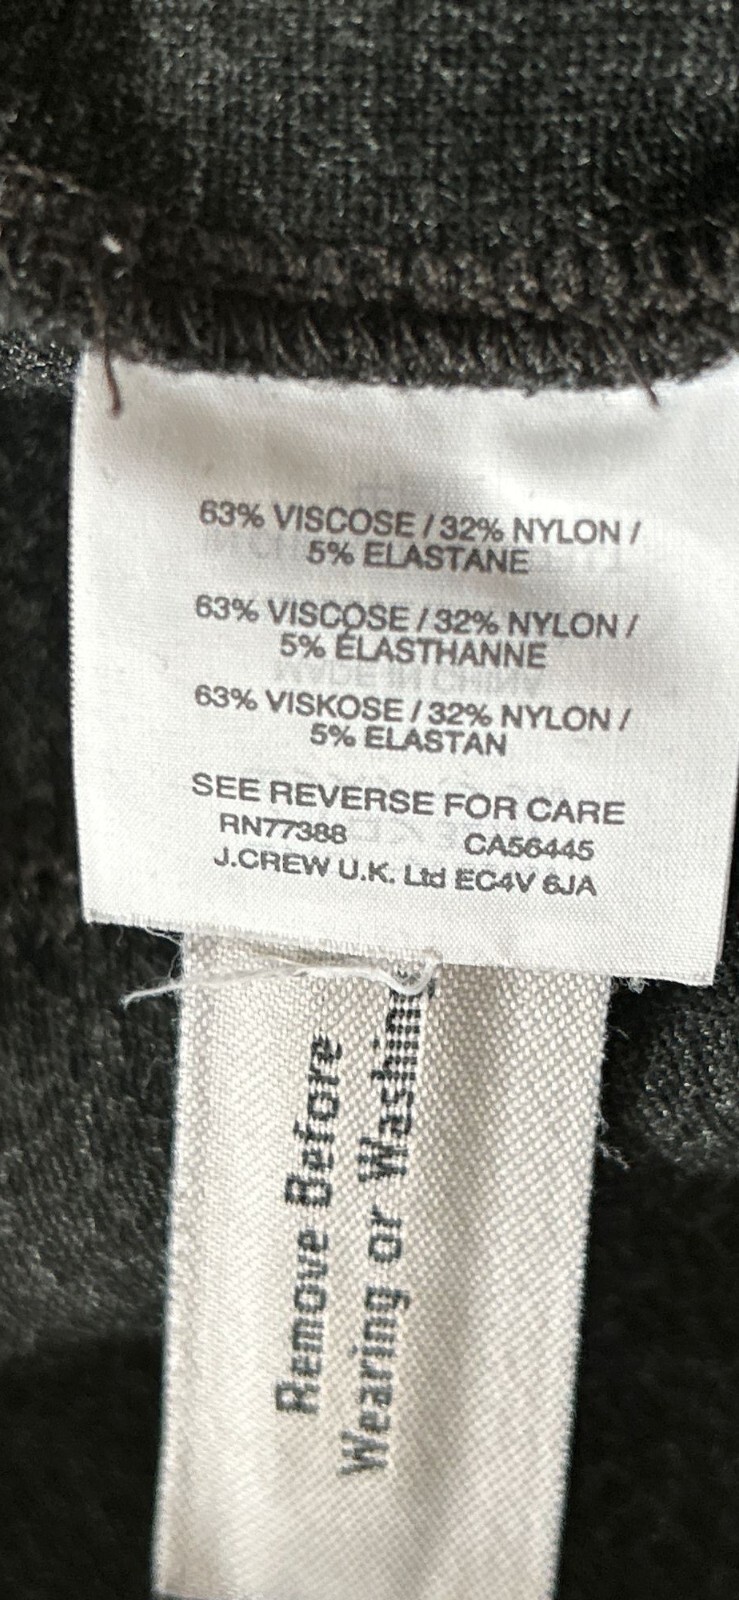 63% VISCOSE / 32% NYLON /
5% ELASTANE
63% VISCOSE / 32% NYLON /
5% ÉLASTHANNE
63% VISKOSE / 32% NYLON /
5% ELASTAN
SEE REVERSE FOR CARE
RN77388 CA56445
J.CREW U.K. Ltd EC4V 6JA
Remove Before
Wearing or Washing